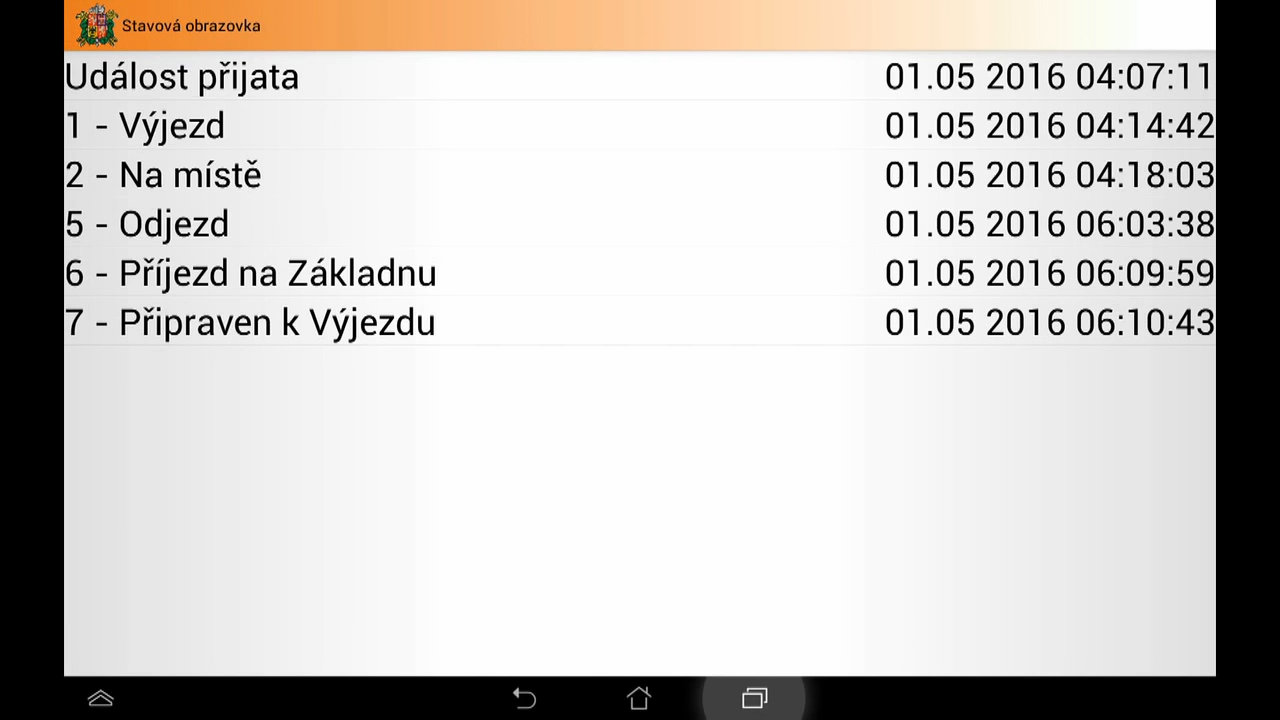 Stavová obrazovka
Událost přijata 01.05 2016 04:07:11
1 - Výjezd 01.05 2016 04:14:42
2 - Na místě 01.05 2016 04:18:03
5 - Odjezd 01.05 2016 06:03:38
6 - Příjezd na Základnu 01.05 2016 06:09:59
7 - Připraven k Výjezdu 01.05 2016 06:10:43